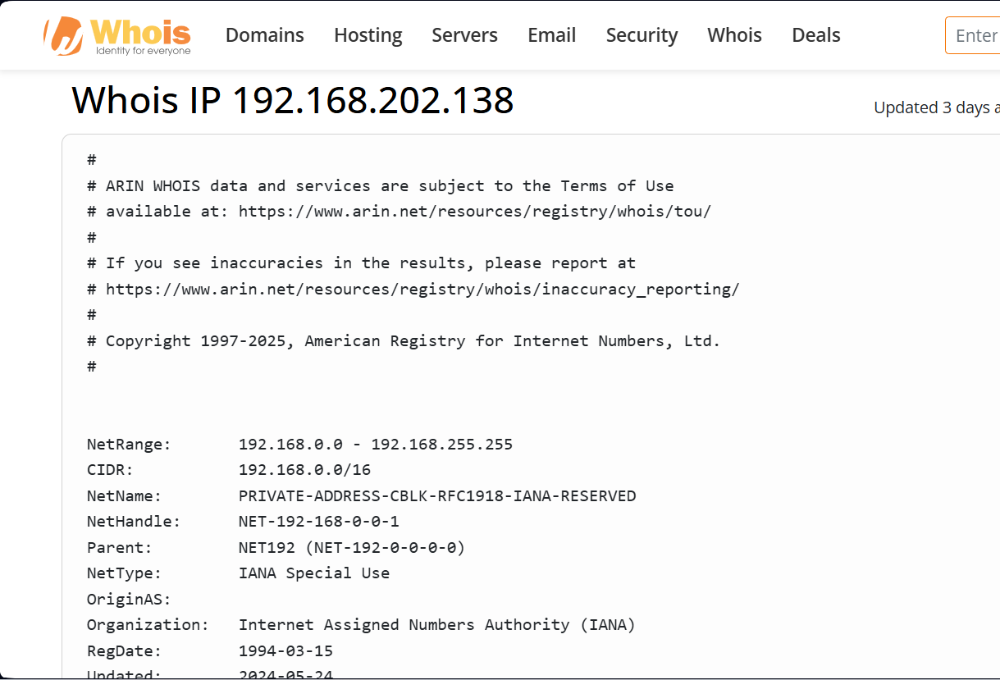 Whois
Identity for everyone
Domains Hosting Servers Email Security Whois Deals
Enter
Whois IP 192.168.202.138
Updated 3 days a
#
# ARIN WHOIS data and services are subject to the Terms of Use
# available at: https://www.arin.net/resources/registry/whois/tou/
#
# If you see inaccuracies in the results, please report at
# https://www.arin.net/resources/registry/whois/inaccuracy_reporting/
#
# Copyright 1997-2025, American Registry for Internet Numbers, Ltd.
#
NetRange: 192.168.0.0 - 192.168.255.255
CIDR: 192.168.0.0/16
NetName: PRIVATE-ADDRESS-CBLK-RFC1918-IANA-RESERVED
NetHandle: NET-192-168-0-0-1
Parent: NET192 (NET-192-0-0-0-0)
NetType: IANA Special Use
OriginAS:
Organization: Internet Assigned Numbers Authority (IANA)
RegDate: 1994-03-15
Updated: 2024-05-24